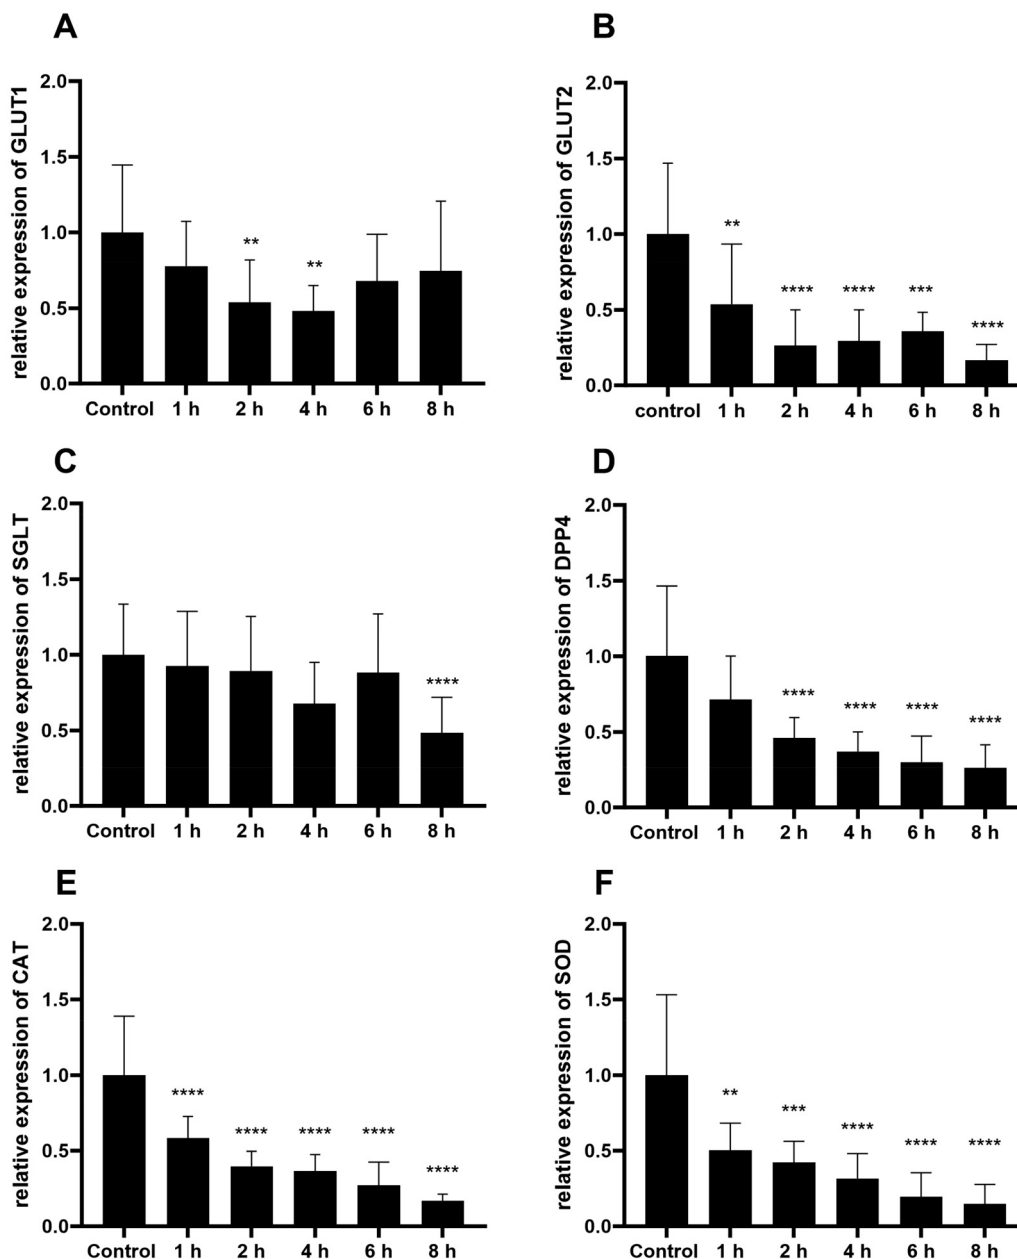 A
relative expression of GLUT1
2.0
1.5
1.0
0.5
0.0
**
**
Control 1 h 2 h 4 h 6 h 8 h
B
relative expression of GLUT2
2.0
1.5
1.0
0.5
0.0
**
****
****
***
****
control 1 h 2 h 4 h 6 h 8 h
C
relative expression of SGLT
2.0
1.5
1.0
0.5
0.0
****
Control 1 h 2 h 4 h 6 h 8 h
D
relative expression of DPP4
2.0
1.5
1.0
0.5
0.0
****
****
****
****
Control 1 h 2 h 4 h 6 h 8 h
E
relative expression of CAT
2.0
1.5
1.0
0.5
0.0
****
****
****
****
****
Control 1 h 2 h 4 h 6 h 8 h
F
relative expression of SOD
2.0
1.5
1.0
0.5
0.0
**
***
****
****
****
Control 1 h 2 h 4 h 6 h 8 h